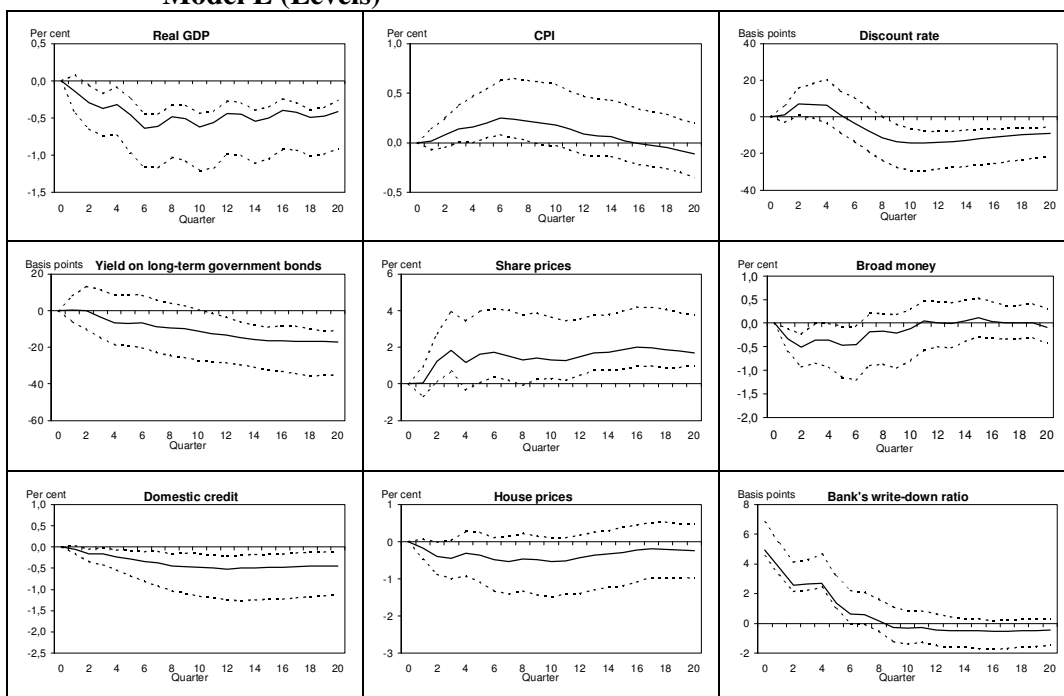 Model E (Levels)
Per cent Real GDP
0,5
0,0
-0,5
-1,0
-1,5
0 2 4 6 8 10 12 14 16 18 20
Quarter
Per cent CPI
1,0
0,5
0,0
-0,5
0 2 4 6 8 10 12 14 16 18 20
Quarter
Basis points Discount rate
40
20
0
-20
-40
0 2 4 6 8 10 12 14 16 18 20
Quarter
Basis points Yield on long-term government bonds
20
0
-20
-40
-60
0 2 4 6 8 10 12 14 16 18 20
Quarter
Per cent Share prices
6
4
2
0
-2
0 2 4 6 8 10 12 14 16 18 20
Quarter
Per cent Broad money
1,0
0,5
0,0
-0,5
-1,0
-1,5
-2,0
0 2 4 6 8 10 12 14 16 18 20
Quarter
Per cent Domestic credit
1,0
0,5
0,0
-0,5
-1,0
-1,5
-2,0
-2,5
0 2 4 6 8 10 12 14 16 18 20
Quarter
Per cent House prices
1
0
-1
-2
-3
0 2 4 6 8 10 12 14 16 18 20
Quarter
Basis points Bank's write-down ratio
8
6
4
2
0
-2
0 2 4 6 8 10 12 14 16 18 20
Quarter